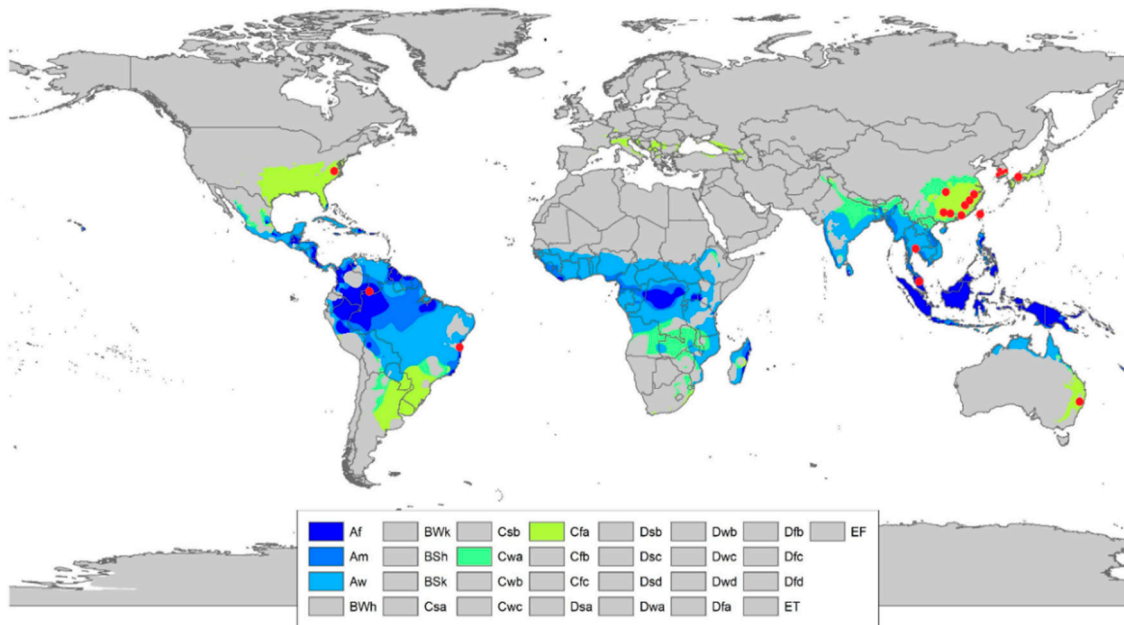 Af BWk Csb Cfa Dsb Dwb Dfb EF
Am BSh Cwa Cfb Dsc Dwc Dfc
Aw BSk Cwb Cfc Dsd Dwd Dfd
BWh Csa Cwc Dsa Dwa Dfa ET